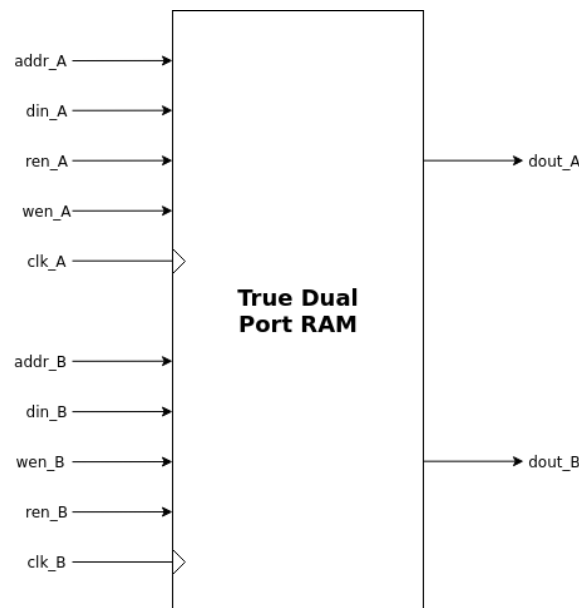 addr_A
din_A
ren_A
wen_A
clk_A
dout_A
True Dual
Port RAM
addr_B
din_B
wen_B
ren_B
clk_B
dout_B